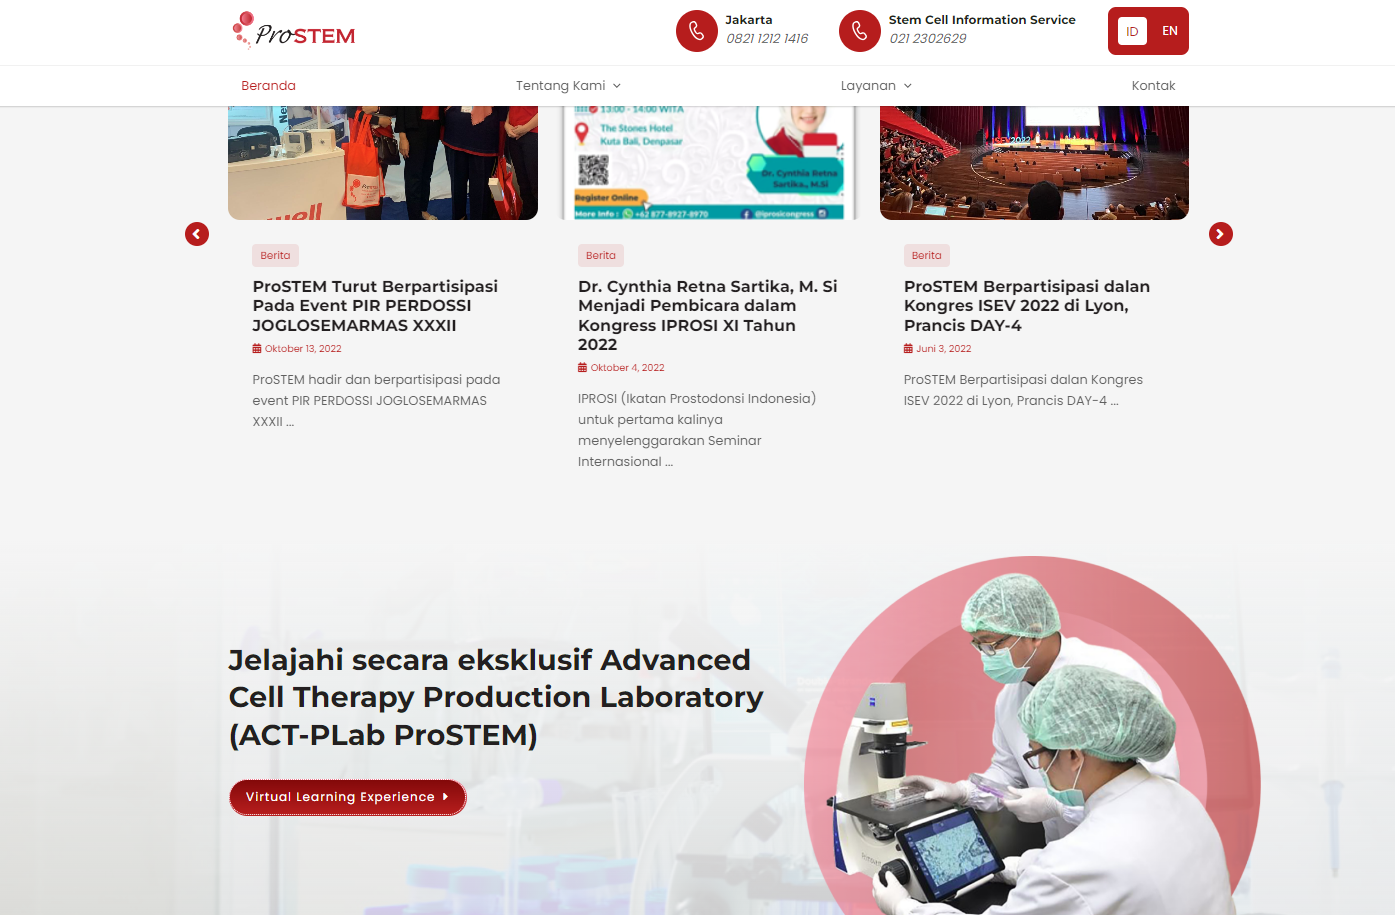 ProSTEM
Jakarta
0821 1212 1416
Stem Cell Information Service
021 2302629
ID
EN
Beranda
Tentang Kami
Layanan
Kontak
ProSTEM
13:00 - 14:00 WITA
The Stones Hotel
Kuta Bali, Denpasar
Dr. Cynthia Retna
Sartika., M.Si
Register Online
More Info :
+62 877-8927-8970
@iprosicongress
ISEV2022
Berita
ProSTEM Turut Berpartisipasi
Pada Event PIR PERDOSSI
JOGLOSEMARMAS XXXII
Oktober 13, 2022
ProSTEM hadir dan berpartisipasi pada
event PIR PERDOSSI JOGLOSEMARMAS
XXXII ...
Berita
Dr. Cynthia Retna Sartika, M. Si
Menjadi Pembicara dalam
Kongress IPROSI XI Tahun
2022
Oktober 4, 2022
IPROSI (Ikatan Prostodonsi Indonesia)
untuk pertama kalinya
menyelenggarakan Seminar
Internasional ...
Berita
ProSTEM Berpartisipasi dalan
Kongres ISEV 2022 di Lyon,
Prancis DAY-4
Juni 3, 2022
ProSTEM Berpartisipasi dalan Kongres
ISEV 2022 di Lyon, Prancis DAY-4 ...
Jelajahi secara eksklusif Advanced
Cell Therapy Production Laboratory
(ACT-PLab ProSTEM)
Virtual Learning Experience